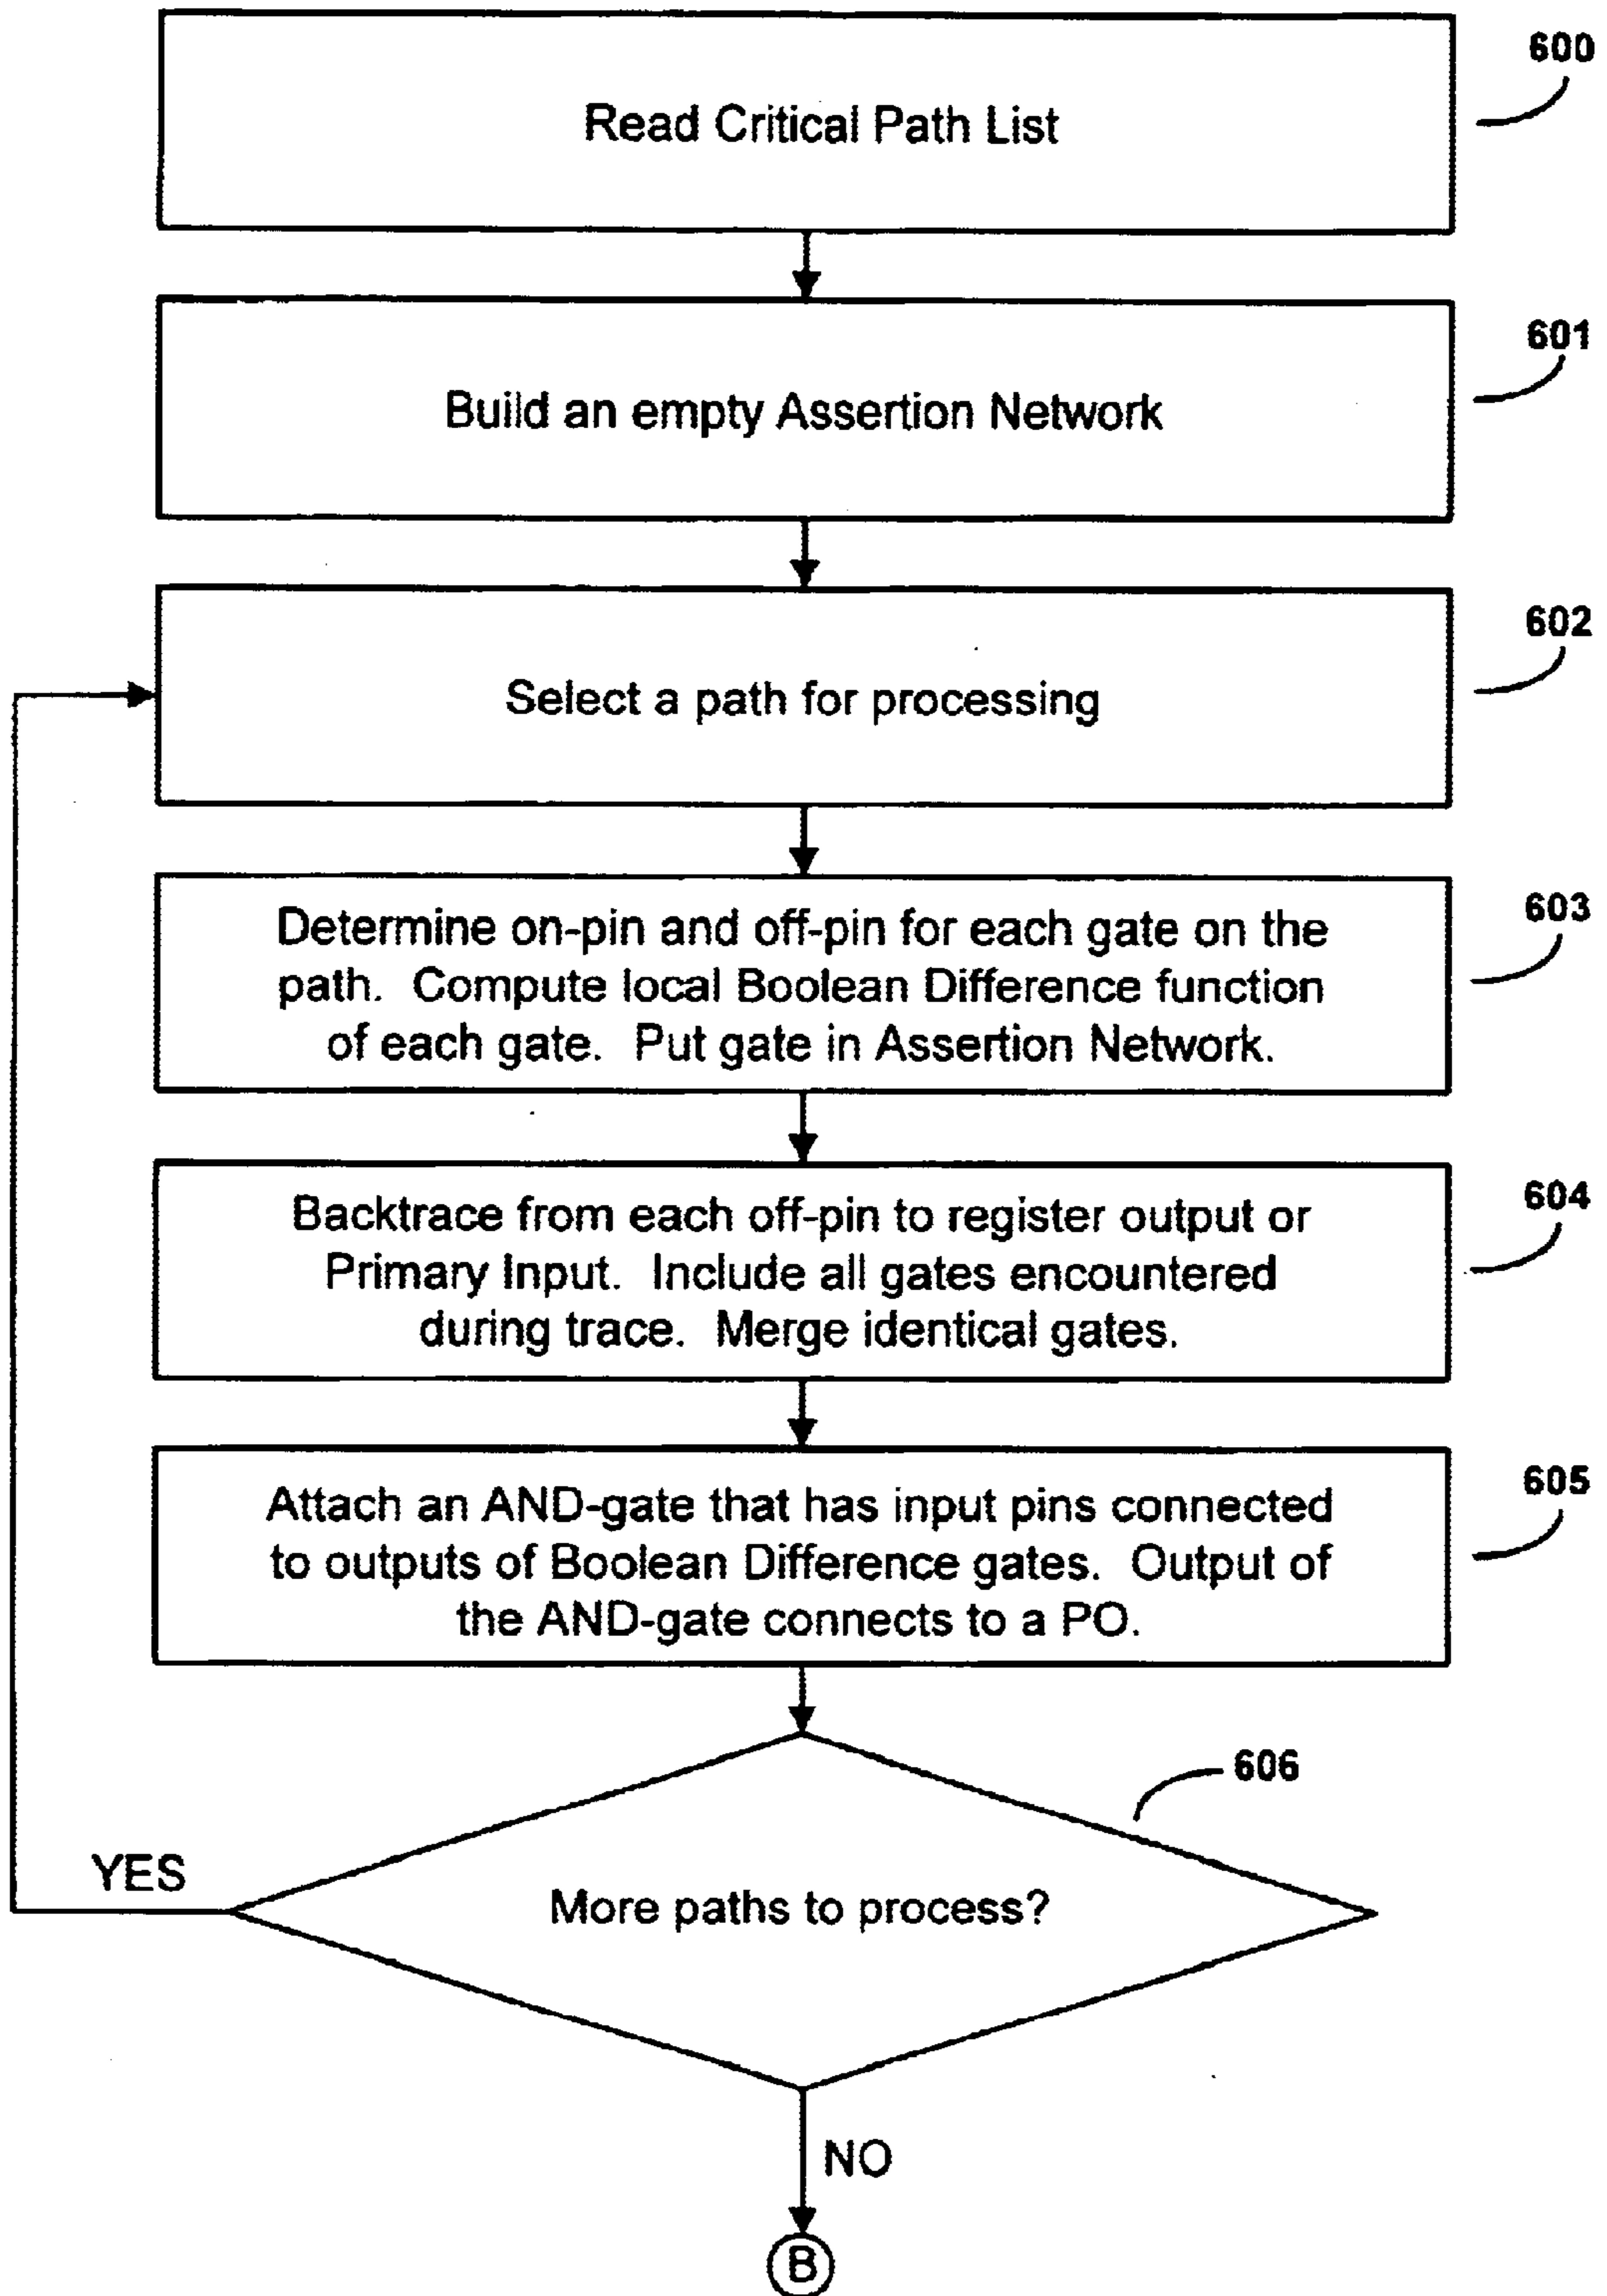 Read Critical Path List
600
Build an empty Assertion Network
601
Select a path for processing
602
Determine on-pin and off-pin for each gate on the
path. Compute local Boolean Difference function
of each gate. Put gate in Assertion Network.
603
Backtrace from each off-pin to register output or
Primary Input. Include all gates encountered
during trace. Merge identical gates.
604
Attach an AND-gate that has input pins connected
to outputs of Boolean Difference gates. Output of
the AND-gate connects to a PO.
605
606
YES
More paths to process?
NO
B